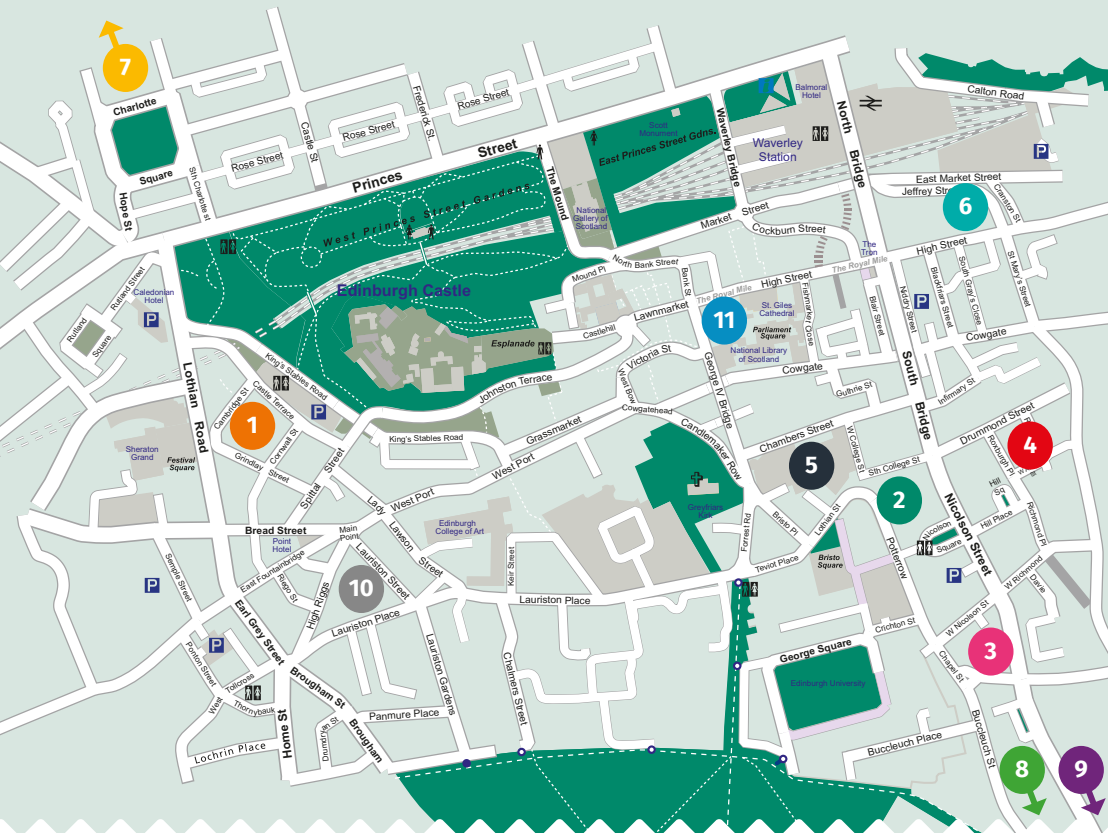 7
Charlotte
Square
Hope St
Sth Charlotte st
Castle St
Rose Street
Rose Street
Rose Street
Frederick St
Princes
Street
West Princes Street Gardens
The Mound
East Princes Street Gdns.
Scott
Monument
National
Gallery of
Scotland
Waverley Bridge
Balmoral
Hotel
Waverley
Station
North
Bridge
Calton Road
P
East Market Street
Jeffrey Stre
6
Cranston St
Market Street
Cockburn Street
The
Tron
High Street
The Royal Mile
St Mary's St
South Gray's Close
Blackfriars Street
Niddry Street
Blair Street
P
Cowgate
North Bank Street
Mound Pl
Bank St
High Street
The Royal Mile
Lawnmarket
Castlehill
11
St. Giles
Cathedral
Parliament
Square
National Library
of Scotland
Fishmarket Close
Cowgate
Guthrie St
Infirmary St
South
Bridge
Edinburgh Castle
Esplanade
Johnston Terrace
Victoria St
West Bow
Cowgatehead
George IV Bridge
Candlemaker Row
Rutland Street
Caledonian
Hotel
P
Rutland
Square
Lothian
Road
King's Stables Road
Castle Terrace
Cambridge St
1
P
Cornwall St
Grindlay Street
Spittal
Street
King's Stables Road
Grassmarket
West Port
West Port
Lady
Lawson
Street
Sheraton
Grand
Festival
Square
Chambers Street
W College St
Sth College St
5
2
Drummond Street
Roxburgh Pl
4
Hill
Sq
Hill Place
Nicolson
Square
Nicolson Street
Richmond Pl
W Richmond
Davie
P
Greyfriars
Kirk
Forrest Rd
Bristo Pl
Lothian St
Teviot Place
Bristo
Square
Potterrow
Crichton St
W Nicolson St
Chapel St
3
Bread Street
Point
Hotel
Main
Point
Edinburgh
College of Art
Keir Street
Lauriston Street
East Fountainbridge
Riego St
High Riggs
10
Lauriston Place
Lauriston Place
Semple Street
P
Earl Grey Street
Ponton Street
P
West
Tollcross
Thornybauk
Brougham St
Brougham
Home St
Lochrin Place
Panmure Place
Lauriston Gardens
Chalmers Street
George Square
Edinburgh University
Buccleuch Place
Buccleuch St
8
9